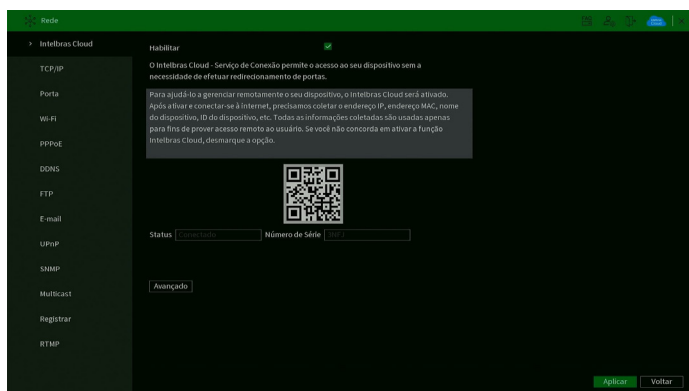 Rede
Intelbras Cloud
TCP/IP
Porta
Wi-Fi
PPPoE
DDNS
FTP
E-mail
UPnP
SNMP
Multicast
Registrar
RTMP
Habilitar
O Intelbras Cloud - Serviço de Conexão permite o acesso ao seu dispositivo sem a
necessidade de efetuar redirecionamento de portas.
Para ajudá-lo a gerenciar remotamente o seu dispositivo, o Intelbras Cloud será ativado.
Após ativar e conectar-se à internet, precisamos coletar o endereço IP, endereço MAC, nome
do dispositivo, ID do dispositivo, etc. Todas as informações coletadas são usadas apenas
para fins de prover acesso remoto ao usuário. Se você não concorda em ativar a função
Intelbras Cloud, desmarque a opção.
Status Conectado Número de Série
Avançado
Aplicar Voltar